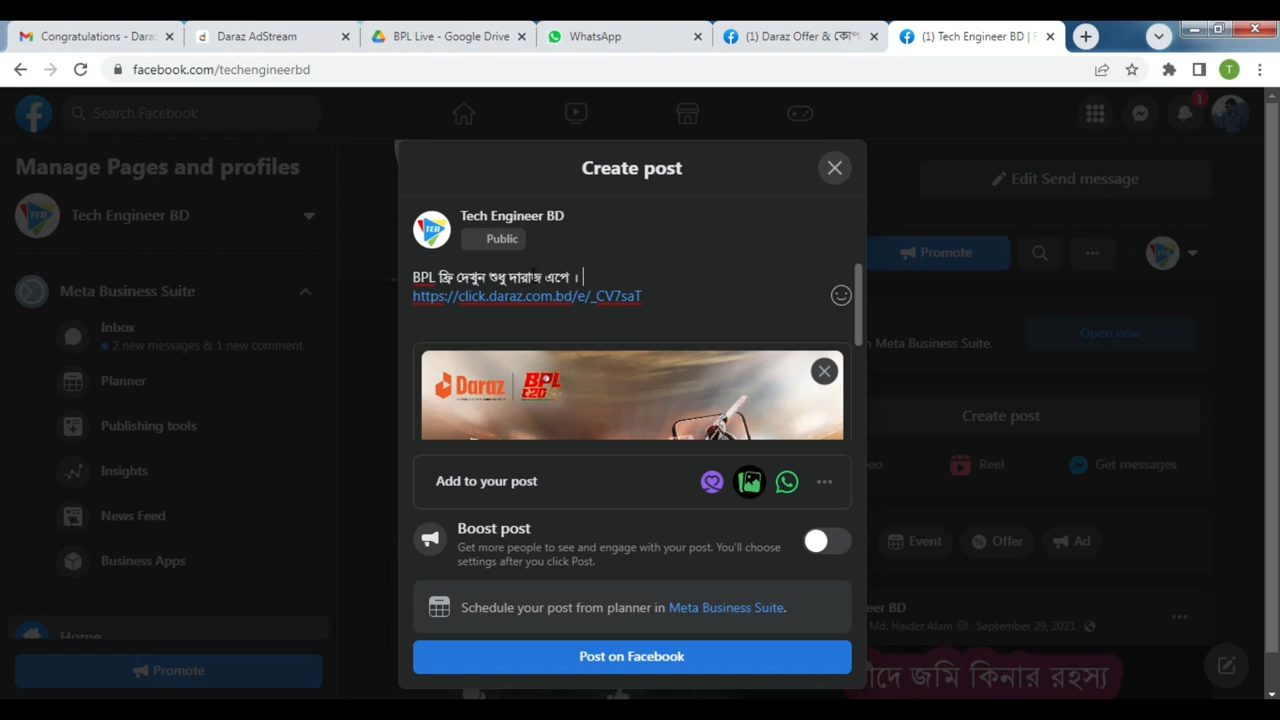 Congratulations - Daraz
Daraz AdStream
BPL Live - Google Drive
WhatsApp
(1) Daraz Offer & কোপ
(1) Tech Engineer BD | F
facebook.com/techengineerbd
T
Search Facebook
1
Manage Pages and profiles
Tech Engineer BD
Meta Business Suite
Inbox
2 new messages & 1 new comment
Planner
Publishing tools
Insights
News Feed
Business Apps
Home
Promote
Create post
Tech Engineer BD
Public
BPL ফ্রি দেখুন শুধু দারাজ এপে ।
https://click.daraz.com.bd/e/_CV7saT
Daraz
BPL
T20
Add to your post
Boost post
Get more people to see and engage with your post. You'll choose
settings after you click Post.
Schedule your post from planner in Meta Business Suite.
Post on Facebook
Edit Send message
Promote
Open now
n Meta Business Suite.
Create post
eo
Reel
Get messages
Event
Offer
Ad
er BD
Md. Haider Alam
September 29, 2021
দে জমি কিনার রহস্য
TEB